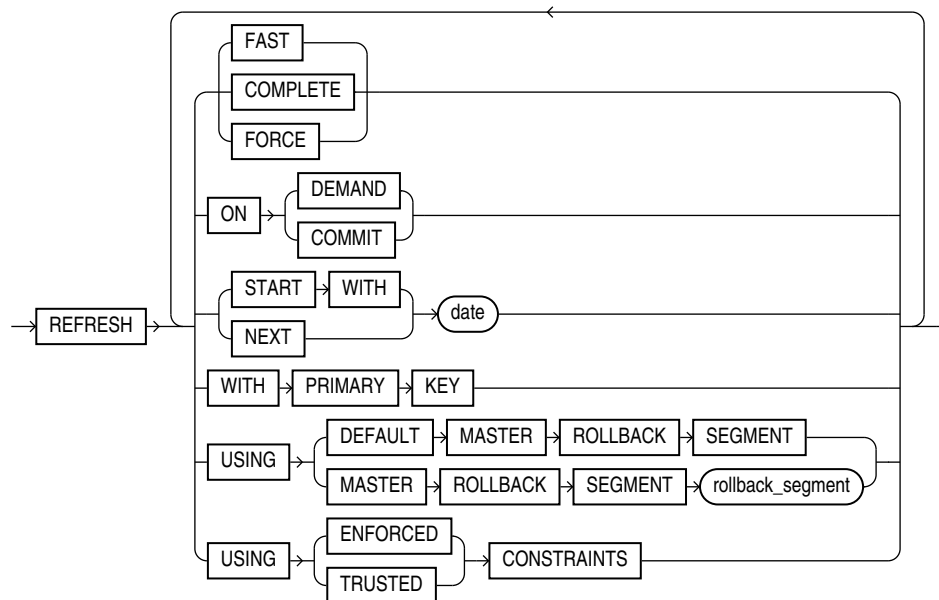 FAST
COMPLETE
FORCE
ON
DEMAND
COMMIT
REFRESH
START WITH
NEXT
date
WITH PRIMARY KEY
USING
DEFAULT MASTER ROLLBACK SEGMENT
MASTER ROLLBACK SEGMENT rollback_segment
USING
ENFORCED
TRUSTED
CONSTRAINTS